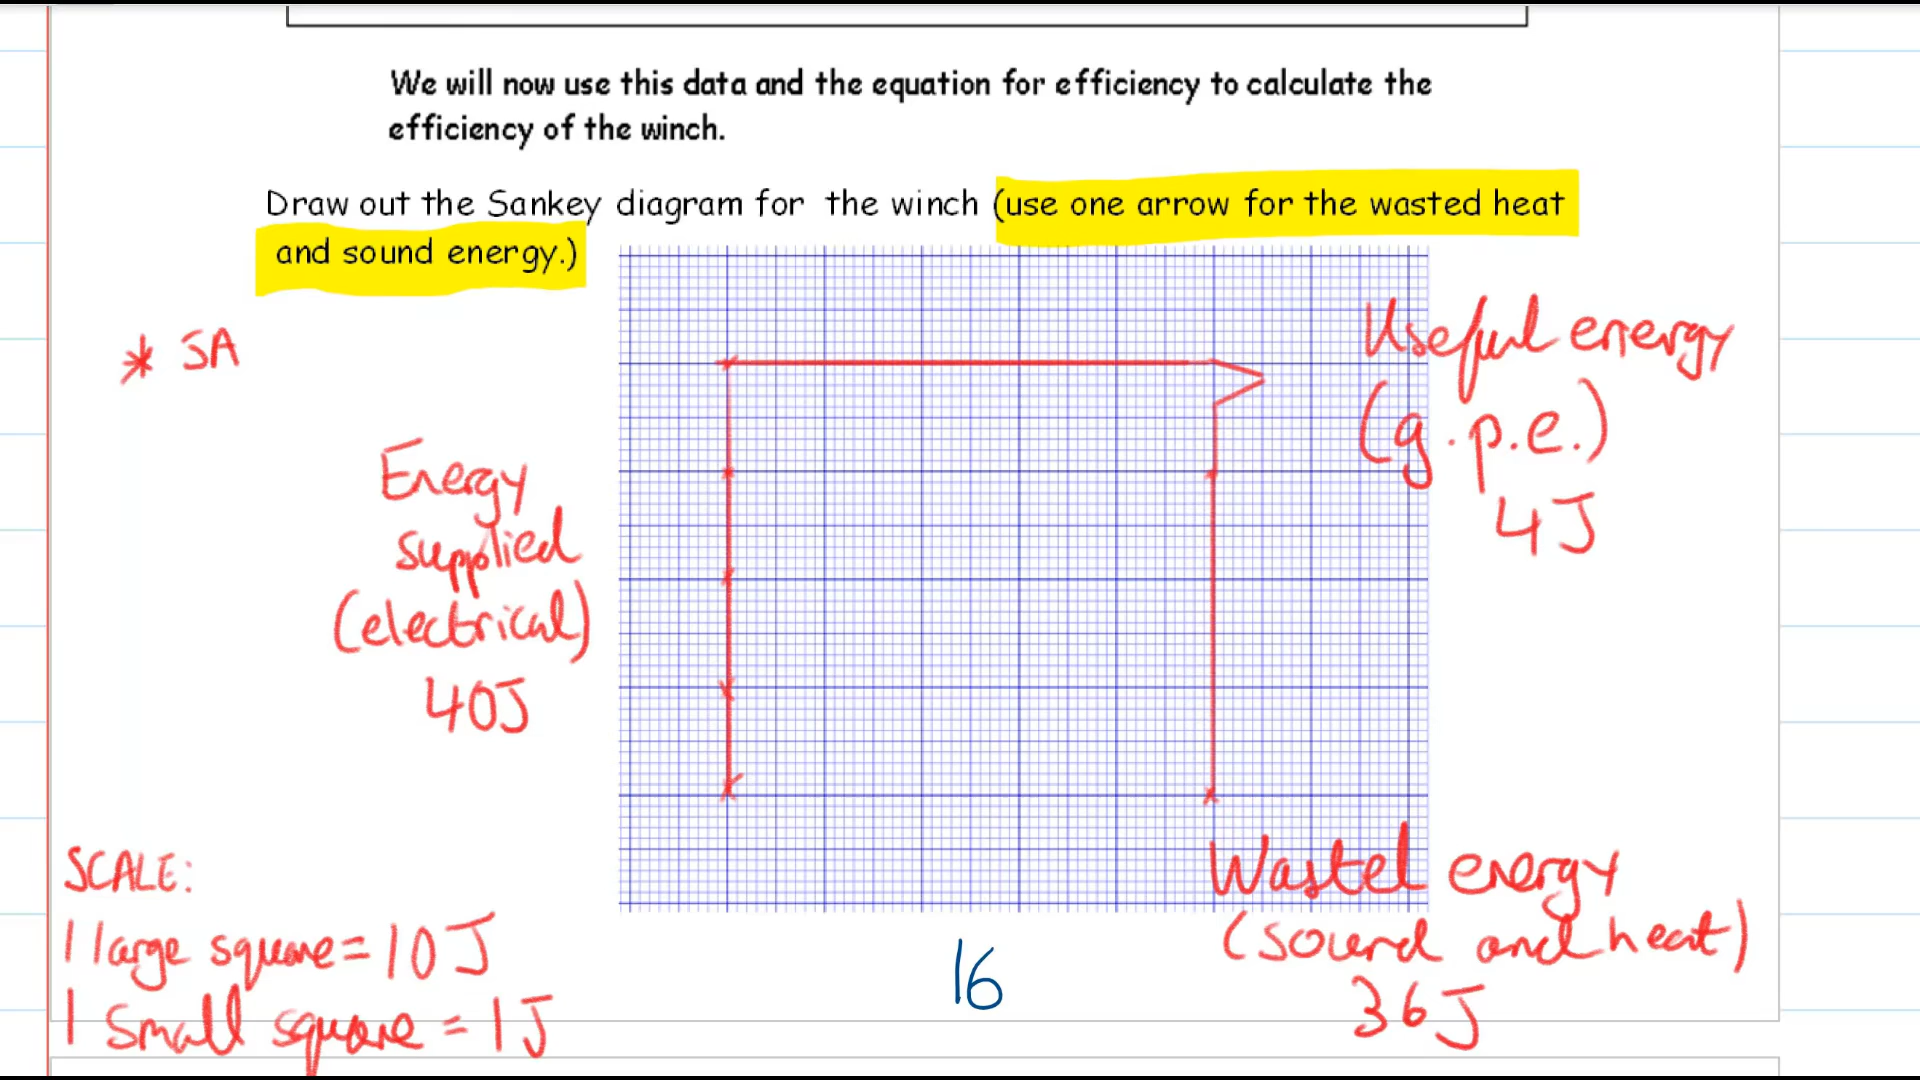 We will now use this data and the equation for efficiency to calculate the
efficiency of the winch.
Draw out the Sankey diagram for the winch (use one arrow for the wasted heat
and sound energy.)
* SA
Useful energy
(g.p.e.)
4J
Energy
supplied
(electrical)
40J
SCALE:
1 large square = 10J
1 small square = 1J
16
Wasted energy
(sound and heat)
36J